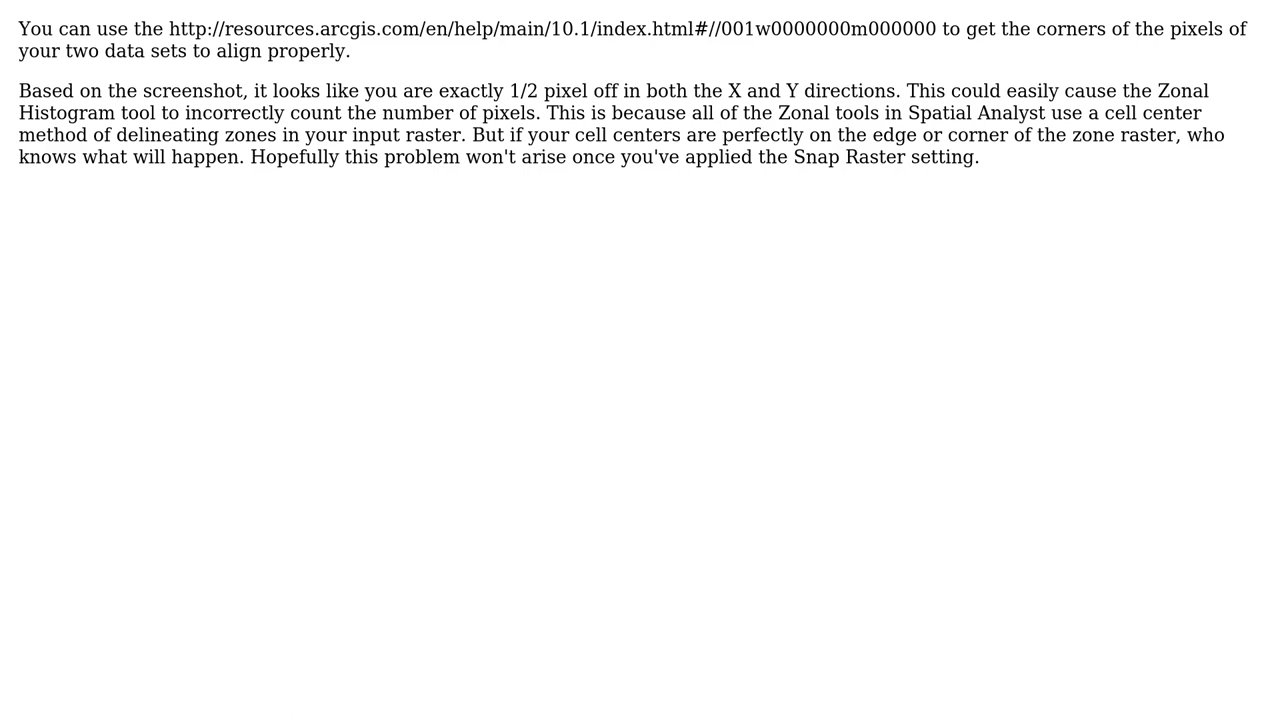 You can use the http://resources.arcgis.com/en/help/main/10.1/index.html#//001w0000000m000000 to get the corners of the pixels of
your two data sets to align properly.
Based on the screenshot, it looks like you are exactly 1/2 pixel off in both the X and Y directions. This could easily cause the Zonal
Histogram tool to incorrectly count the number of pixels. This is because all of the Zonal tools in Spatial Analyst use a cell center
method of delineating zones in your input raster. But if your cell centers are perfectly on the edge or corner of the zone raster, who
knows what will happen. Hopefully this problem won't arise once you've applied the Snap Raster setting.